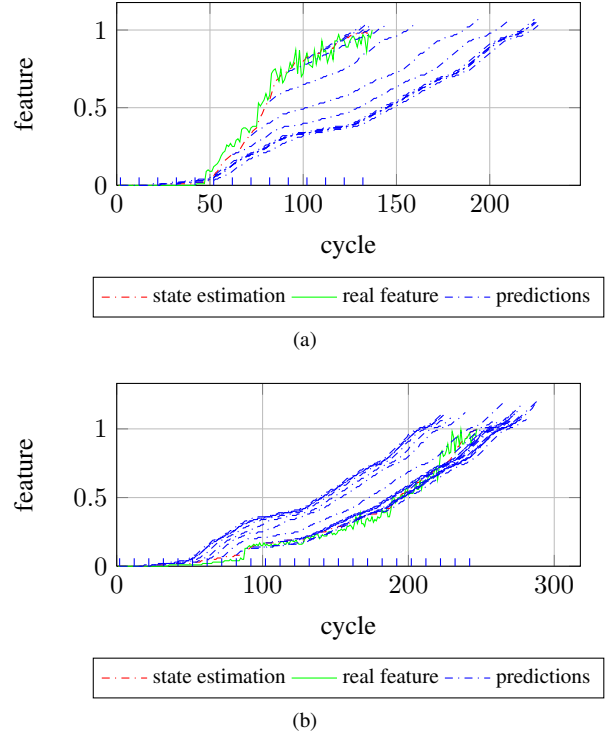 1
0.5
0
feature
0 50 100 150 200
cycle
state estimation real feature predictions
(a)
1
0.5
0
feature
0 100 200 300
cycle
state estimation real feature predictions
(b)